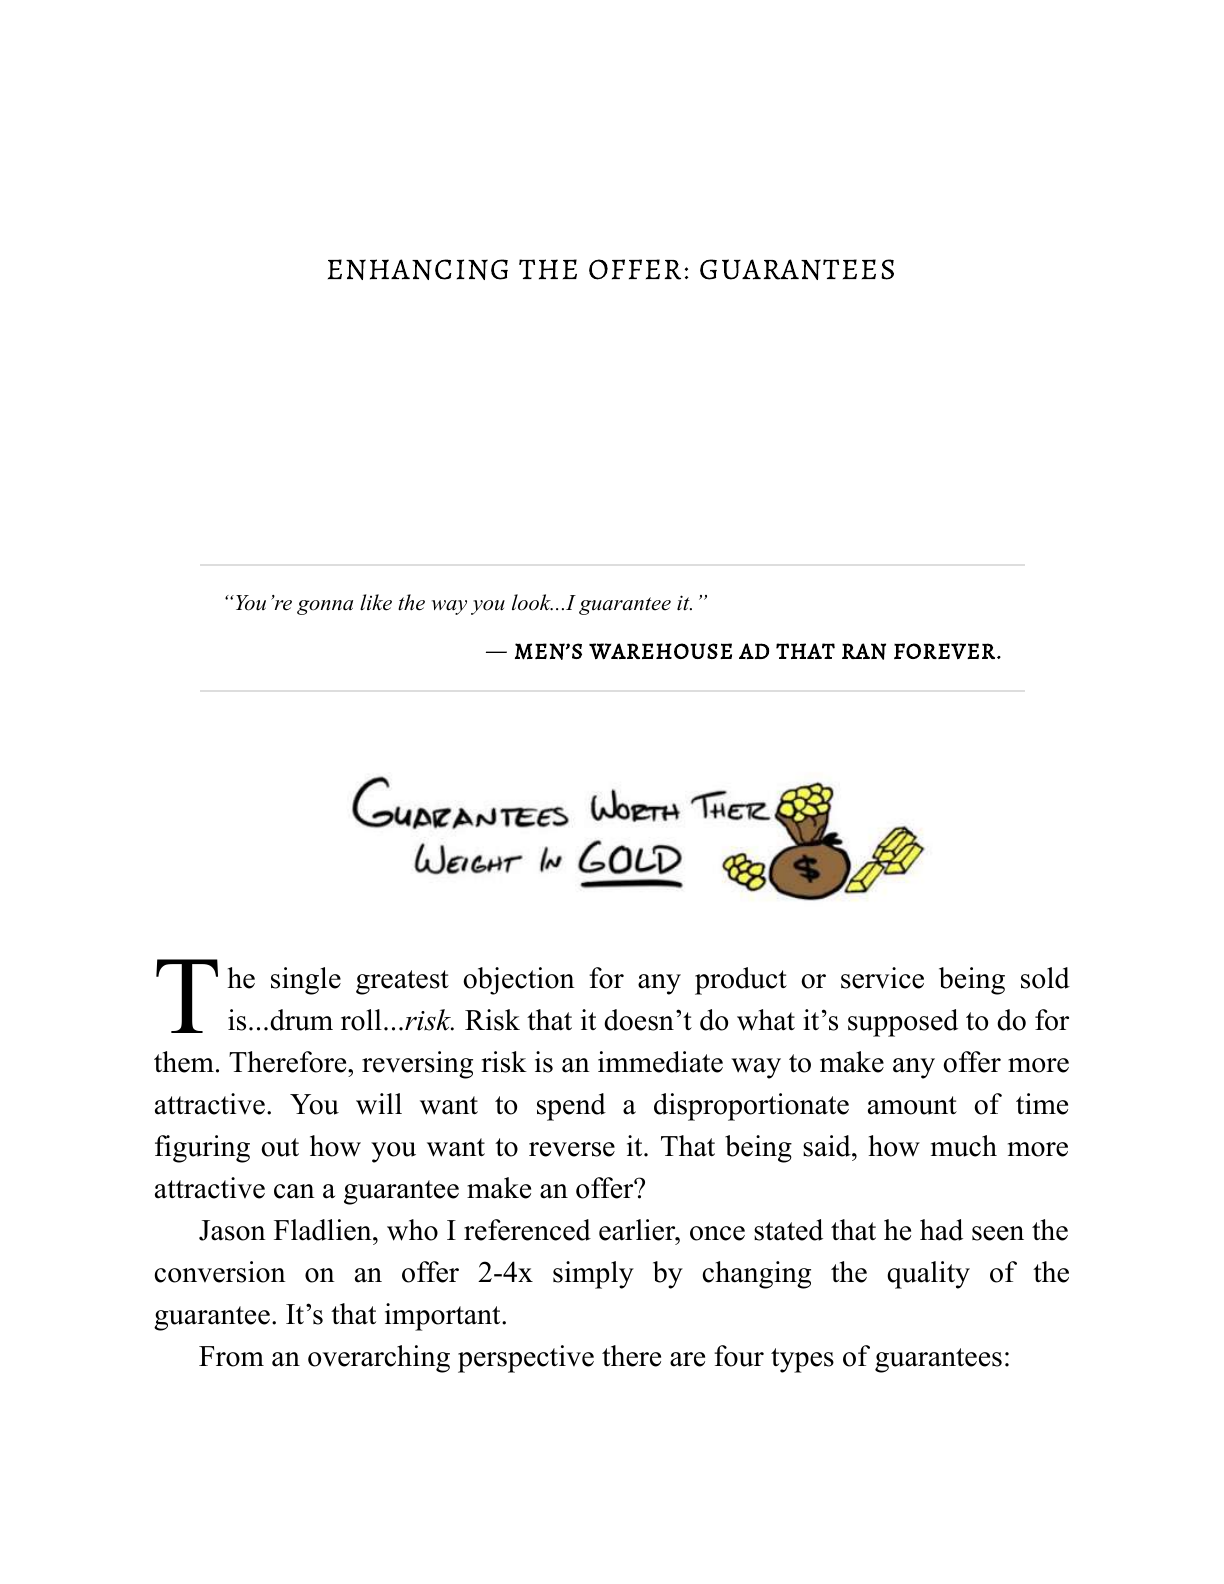 ENHANCING THE OFFER: GUARANTEES
“You’re gonna like the way you look...I guarantee it.”
— MEN’S WAREHOUSE AD THAT RAN FOREVER.
GUARANTEES WORTH THER
WEIGHT IN GOLD
$
The single greatest objection for any product or service being sold
is...drum roll...risk. Risk that it doesn’t do what it’s supposed to do for
them. Therefore, reversing risk is an immediate way to make any offer more
attractive. You will want to spend a disproportionate amount of time
figuring out how you want to reverse it. That being said, how much more
attractive can a guarantee make an offer?
Jason Fladlien, who I referenced earlier, once stated that he had seen the
conversion on an offer 2-4x simply by changing the quality of the
guarantee. It’s that important.
From an overarching perspective there are four types of guarantees: